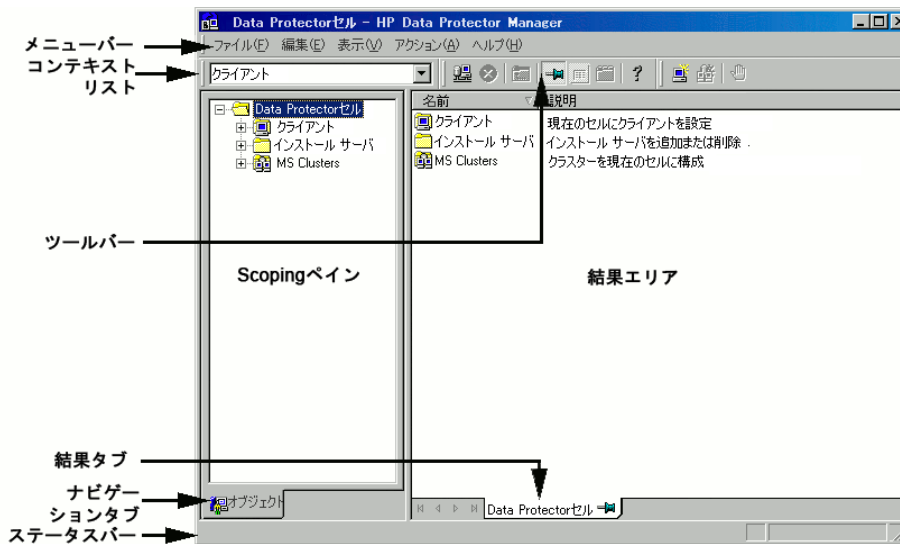 Data Protectorセル - HP Data Protector Manager
メニューバー
ファイル(F) 編集(E) 表示(V) アクション(A) ヘルプ(H)
コンテキスト
リスト
クライアント
Data Protectorセル
クライアント
インストール サーバ
MS Clusters
名前 説明
クライアント 現在のセルにクライアントを設定
インストール サーバ インストール サーバを追加または削除 .
MS Clusters クラスターを現在のセルに構成
ツールバー
Scopingペイン
結果エリア
結果タブ
ナビゲー
ションタブ
オブジェクト
Data Protectorセル
ステータスバー